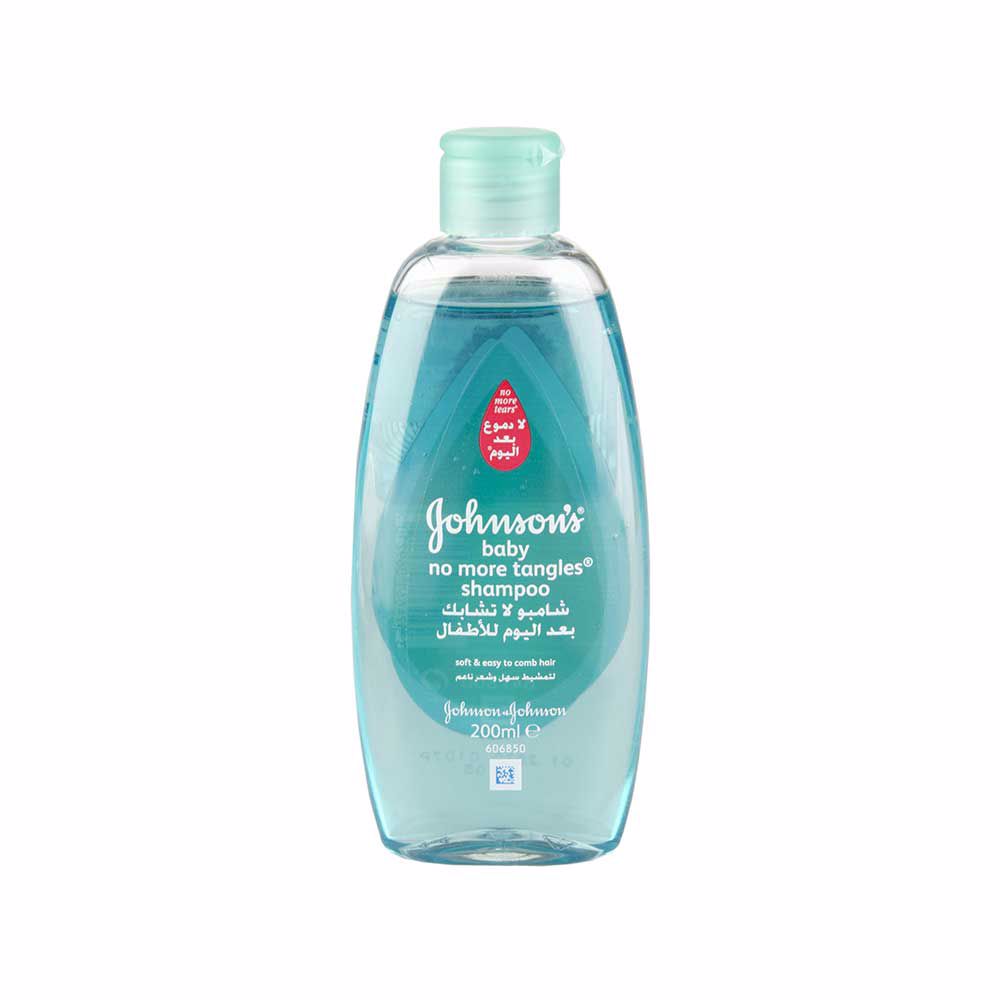 no
more
tears®
لا دموع
بعد
اليوم®
Johnson's®
baby
no more tangles®
shampoo
شامبو لا تشابك
بعد اليوم للأطفال
soft & easy to comb hair
لتمشيط سهل وشعر ناعم
Johnson & Johnson
200ml e
606850